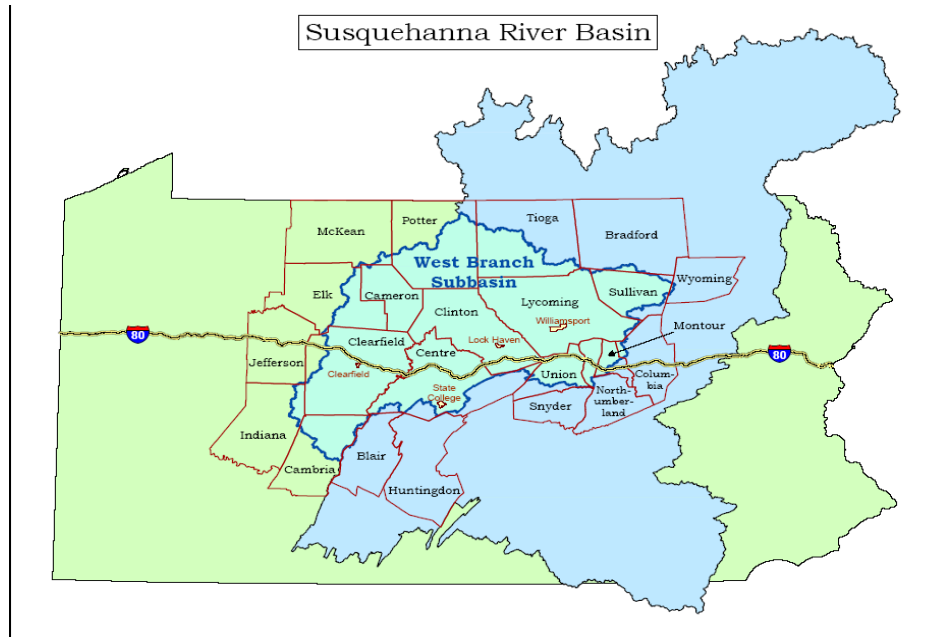 Susquehanna River Basin
McKean
Potter
Tioga
Bradford
West Branch
Subbasin
Wyoming
Elk
Cameron
Sullivan
Lycoming
Clinton
Williamsport
Montour
80
Clearfield
Lock Haven
Centre
80
Jefferson
Clearfield
Union
Colum-
bia
State
College
North-
umber-
land
Snyder
Indiana
Blair
Cambria
Huntingdon